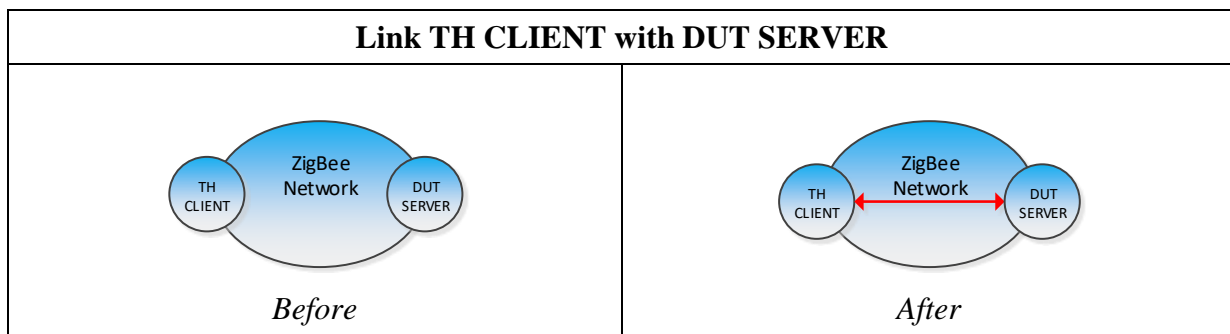 Link TH CLIENT with DUT SERVER
ZigBee
Network
TH
CLIENT
DUT
SERVER
Before
ZigBee
Network
TH
CLIENT
DUT
SERVER
After